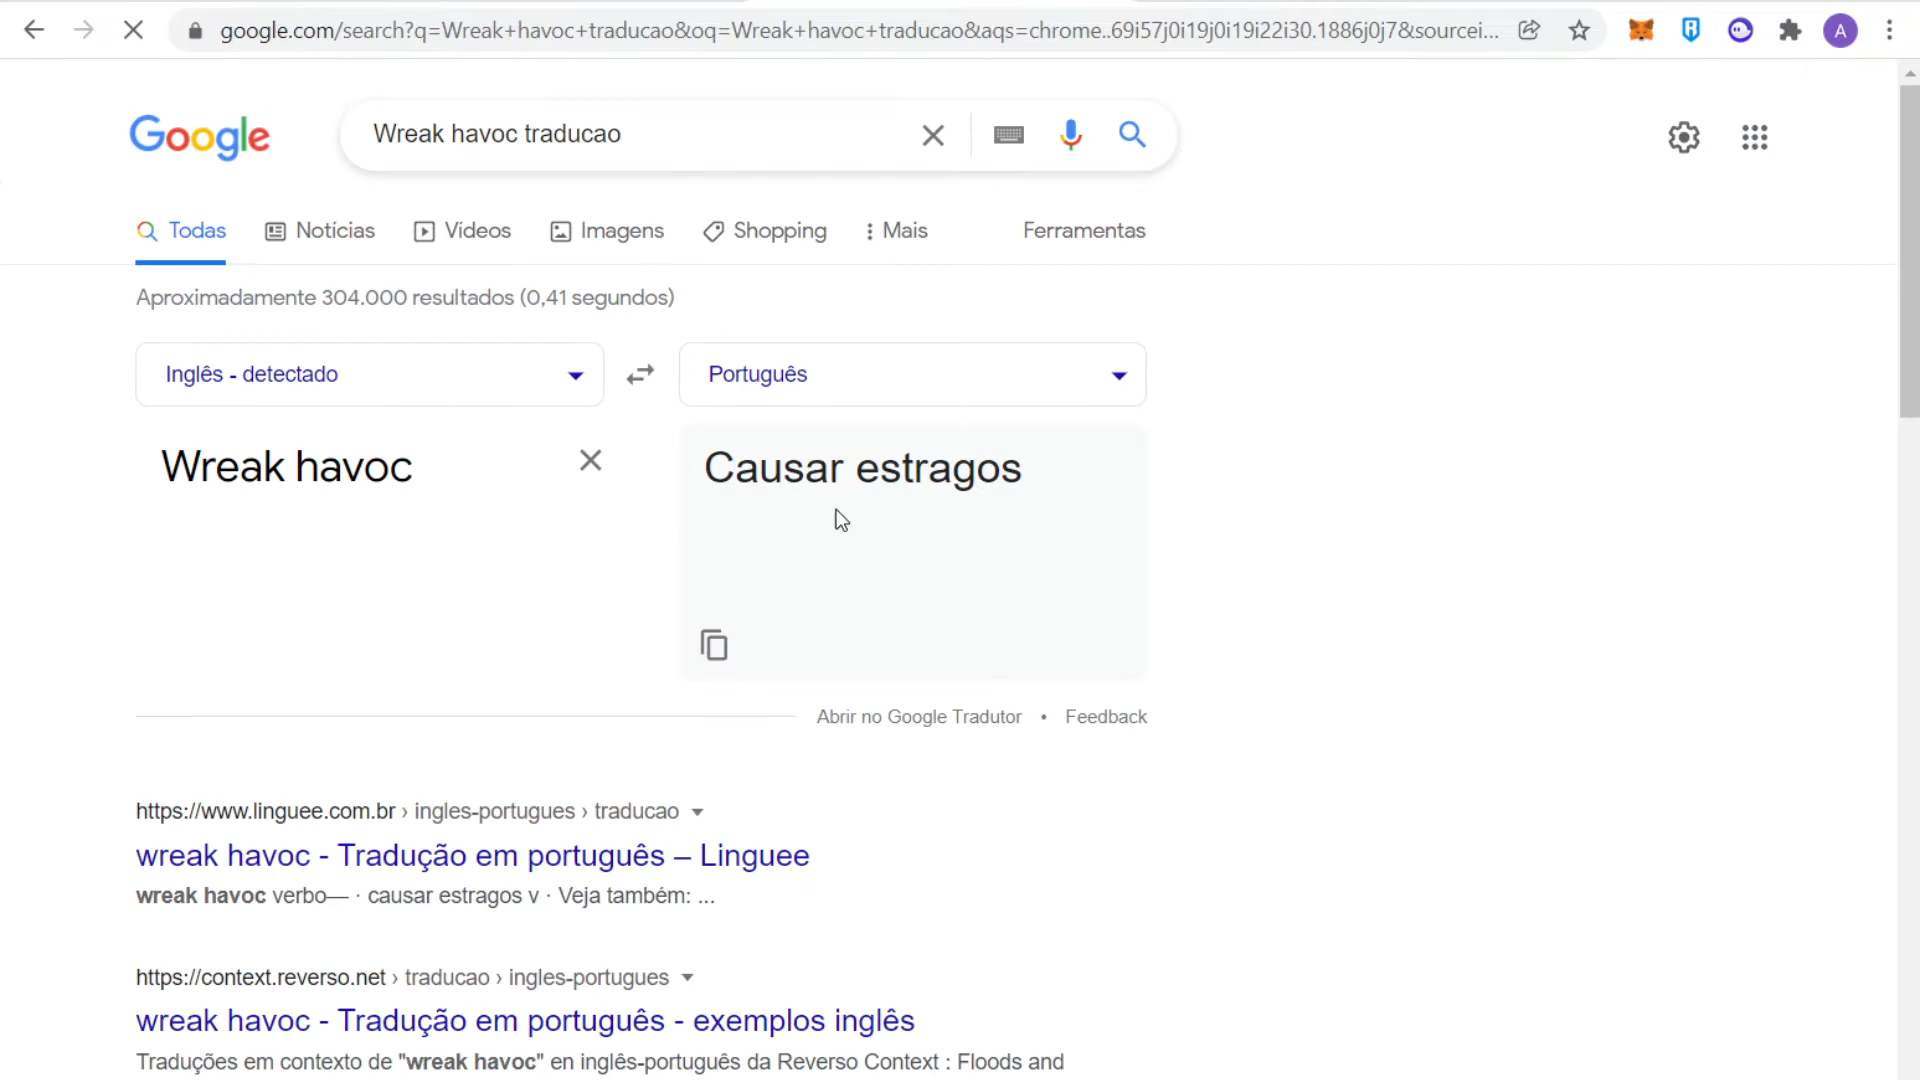 google.com/search?q=Wreak+havoc+traducao&oq=Wreak+havoc+traducao&aqs=chrome..69i57j0i19j0i19i22i30.1886j0j7&sourcei...
A
Google
Wreak havoc traducao
Todas
Notícias
Vídeos
Imagens
Shopping
Mais
Ferramentas
Aproximadamente 304.000 resultados (0,41 segundos)
Inglês - detectado
Português
Wreak havoc
Causar estragos
Abrir no Google Tradutor • Feedback
https://www.linguee.com.br › ingles-portugues › traducao
wreak havoc - Tradução em português – Linguee
wreak havoc verbo— · causar estragos v · Veja também: ...
https://context.reverso.net › traducao › ingles-portugues
wreak havoc - Tradução em português - exemplos inglês
Traduções em contexto de "wreak havoc" en inglês-português da Reverso Context : Floods and